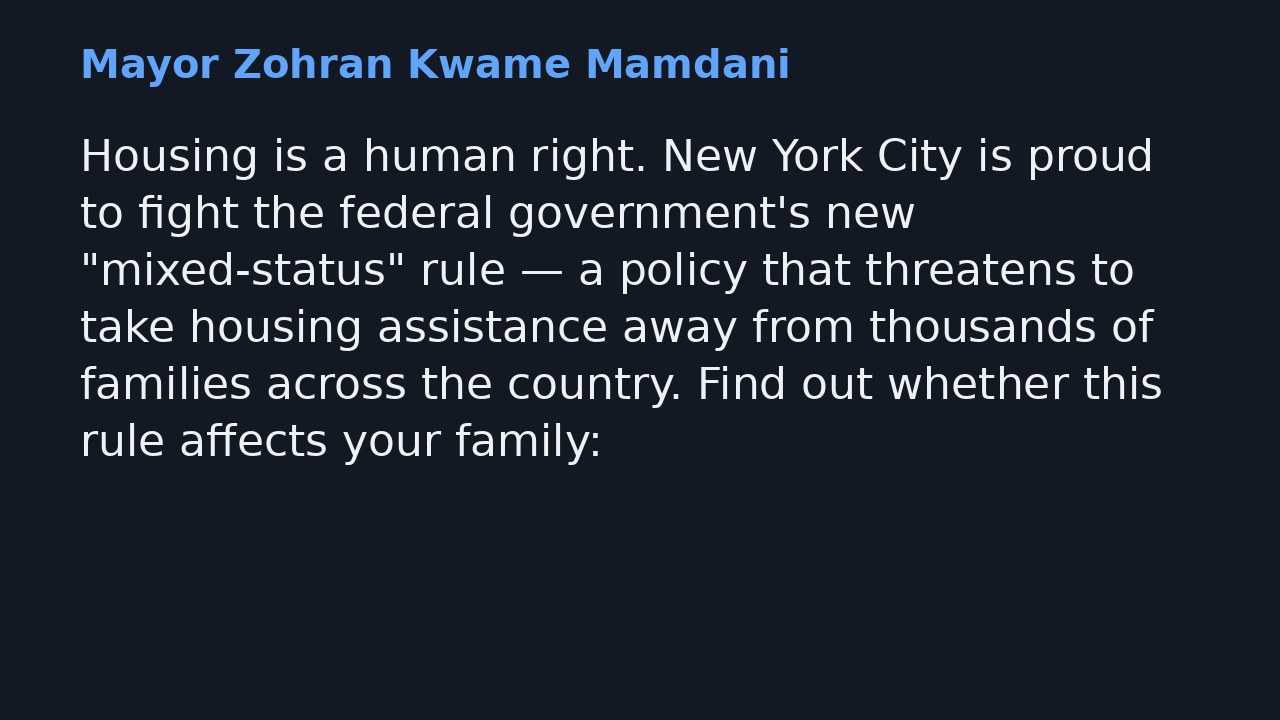 Mayor Zohran Kwame Mamdani
Housing is a human right. New York City is proud
to fight the federal government's new
"mixed-status" rule — a policy that threatens to
take housing assistance away from thousands of
families across the country. Find out whether this
rule affects your family: